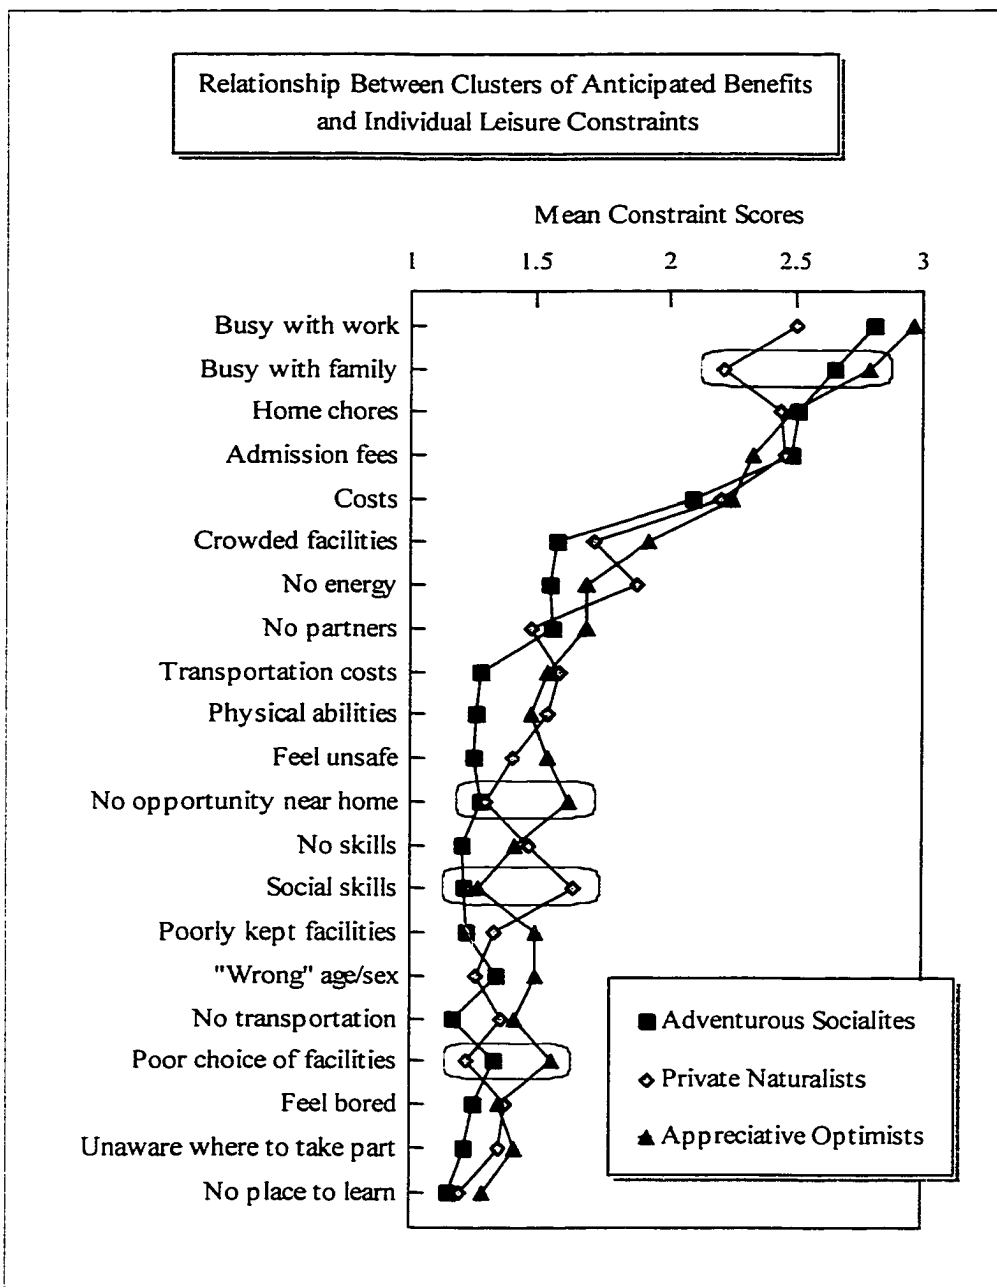 Relationship Between Clusters of Anticipated Benefits
and Individual Leisure Constraints
Mean Constraint Scores
1 1.5 2 2.5 3
Busy with work
Busy with family
Home chores
Admission fees
Costs
Crowded facilities
No energy
No partners
Transportation costs
Physical abilities
Feel unsafe
No opportunity near home
No skills
Social skills
Poorly kept facilities
"Wrong" age/sex
No transportation
Poor choice of facilities
Feel bored
Unaware where to take part
No place to learn
Adventurous Socialites
Private Naturalists
Appreciative Optimists